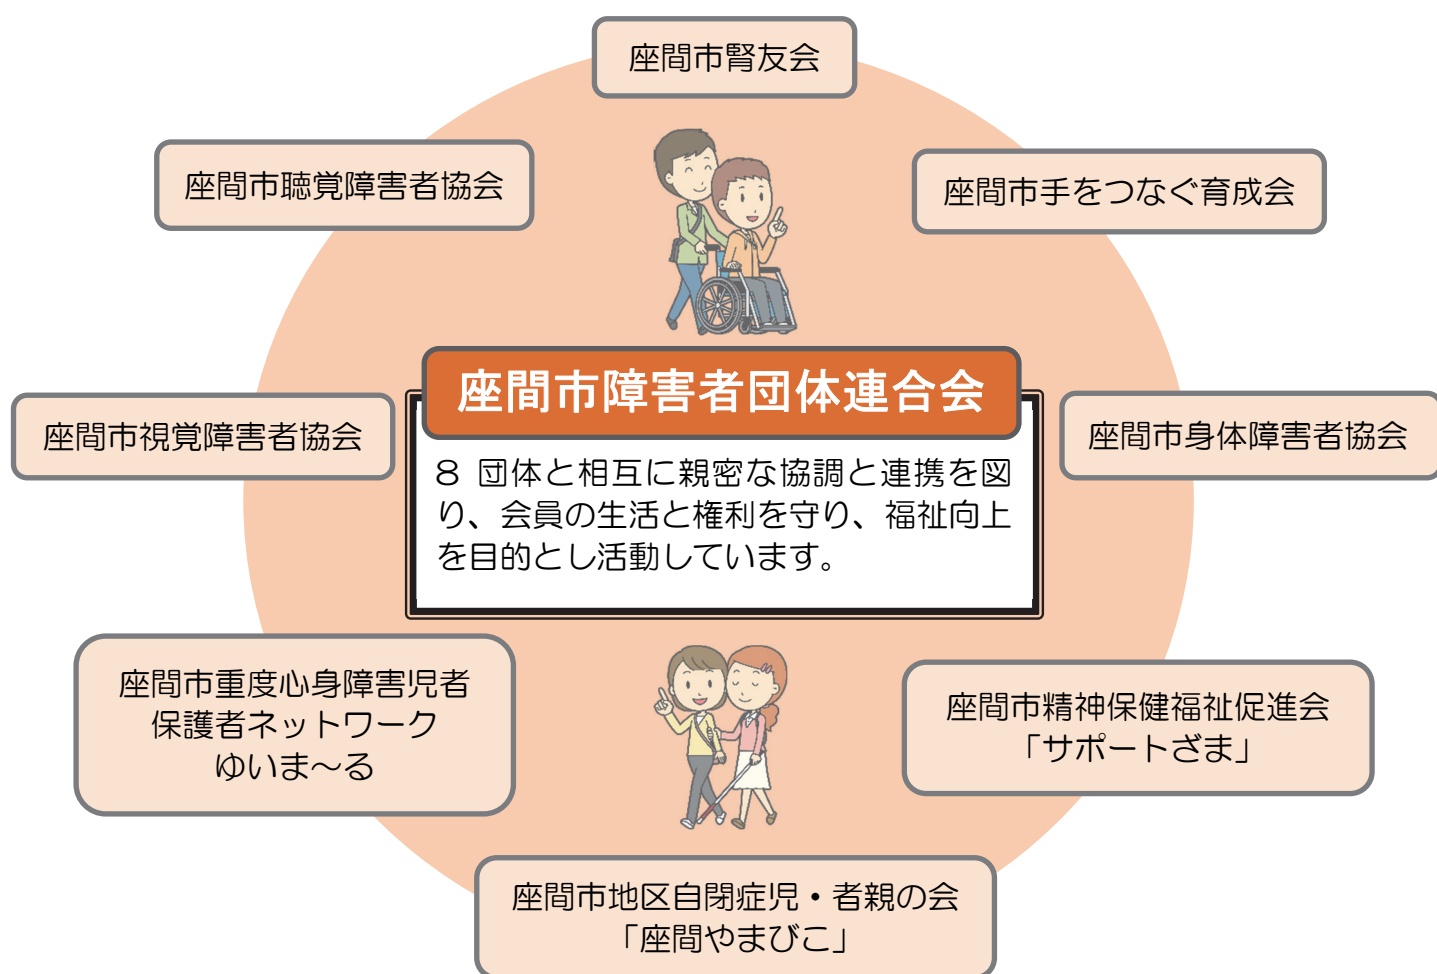 座間市腎友会
座間市聴覚障害者協会
座間市手をつなぐ育成会
座間市障害者団体連合会
座間市視覚障害者協会
座間市身体障害者協会
8 団体と相互に親密な協調と連携を図
り、会員の生活と権利を守り、福祉向上
を目的とし活動しています。
座間市重度心身障害児者
保護者ネットワーク
ゆいま～る
座間市精神保健福祉促進会
「サポートざま」
座間市地区自閉症児・者親の会
「座間やまびこ」